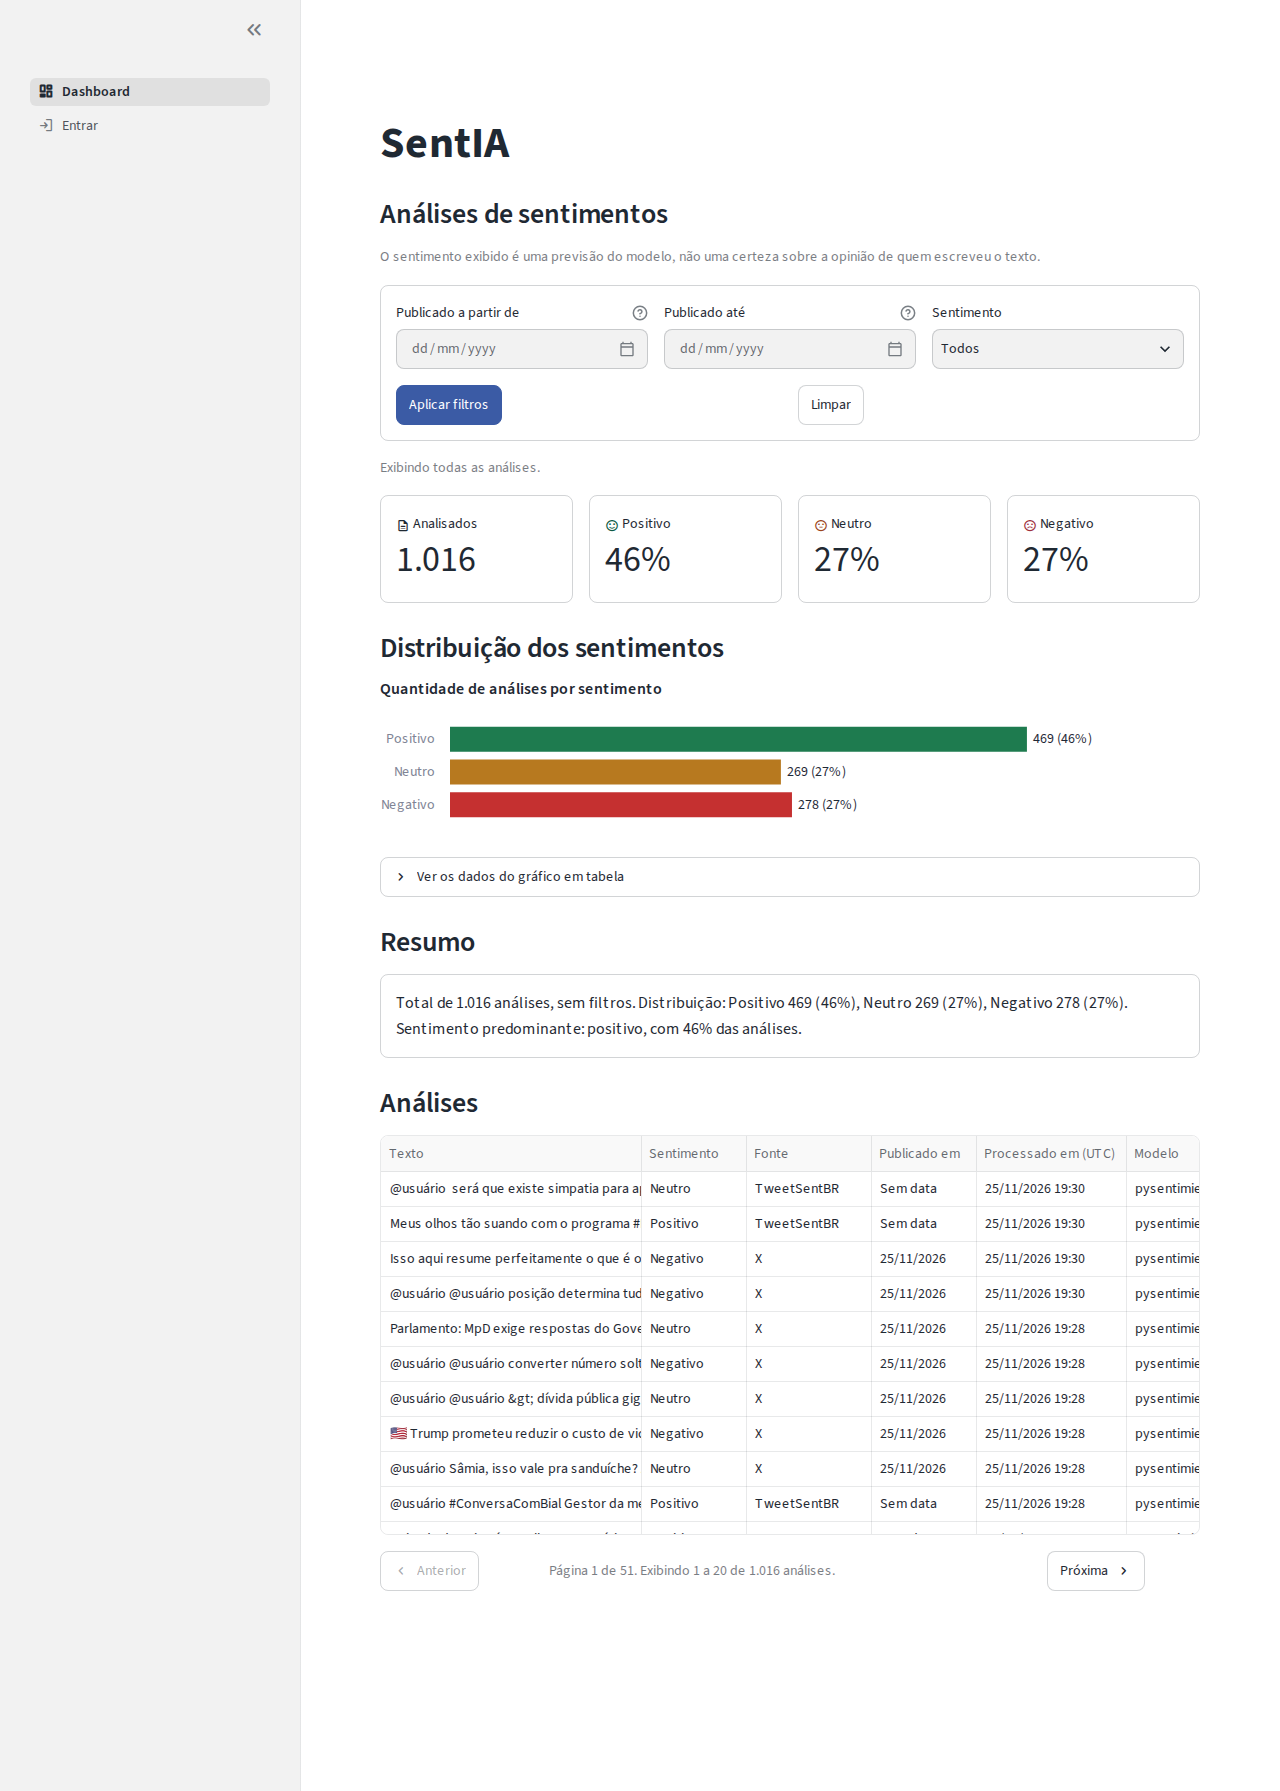 Dashboard
Entrar
SentIA
Análises de sentimentos
O sentimento exibido é uma previsão do modelo, não uma certeza sobre a opinião de quem escreveu o texto.
Publicado a partir de
Publicado até
Sentimento
dd/mm/yyyy
dd/mm/yyyy
Todos
Aplicar filtros
Limpar
Exibindo todas as análises.
Analisados
1.016
Positivo
46%
Neutro
27%
Negativo
27%
Distribuição dos sentimentos
Quantidade de análises por sentimento
Positivo 469 (46%)
Neutro 269 (27%)
Negativo 278 (27%)
Ver os dados do gráfico em tabela
Resumo
Total de 1.016 análises, sem filtros. Distribuição: Positivo 469 (46%), Neutro 269 (27%), Negativo 278 (27%).
Sentimento predominante: positivo, com 46% das análises.
Análises
Texto Sentimento Fonte Publicado em Processado em (UTC) Modelo
@usuário será que existe simpatia para Neutro TweetSentBR Sem data 25/11/2026 19:30 pysentimie
Meus olhos tão suando com o programa # Positivo TweetSentBR Sem data 25/11/2026 19:30 pysentimie
Isso aqui resume perfeitamente o que é o Negativo X 25/11/2026 25/11/2026 19:30 pysentimie
@usuário @usuário posição determina tud Negativo X 25/11/2026 25/11/2026 19:30 pysentimie
Parlamento: MpD exige respostas do Gove Neutro X 25/11/2026 25/11/2026 19:28 pysentimie
@usuário @usuário converter número solt Negativo X 25/11/2026 25/11/2026 19:28 pysentimie
@usuário @usuário &gt; dívida pública gig Neutro X 25/11/2026 25/11/2026 19:28 pysentimie
🇺🇸 Trump prometeu reduzir o custo de Negativo X 25/11/2026 25/11/2026 19:28 pysentimie
@usuário Sâmia, isso vale pra sanduíche? Neutro X 25/11/2026 25/11/2026 19:28 pysentimie
@usuário #ConversaComBial Gestor da me Positivo TweetSentBR Sem data 25/11/2026 19:28 pysentimie
Anterior
Página 1 de 51. Exibindo 1 a 20 de 1.016 análises.
Próxima